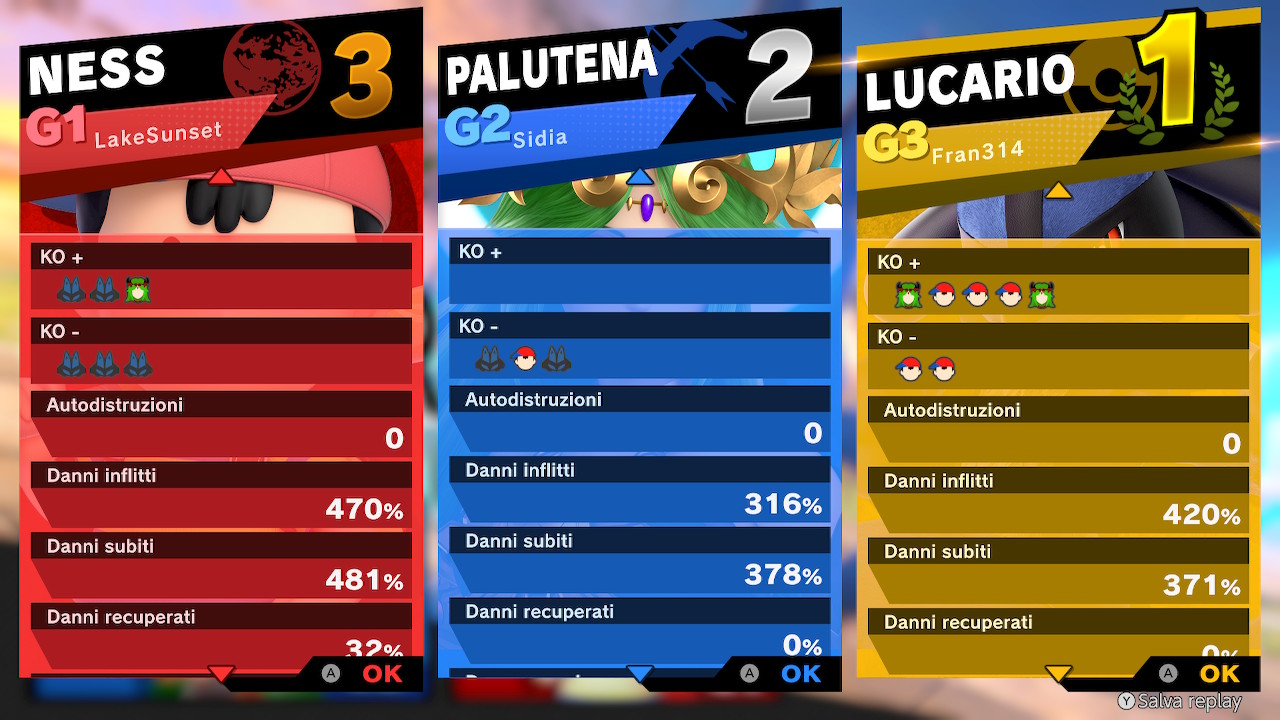 NESS 3
G1 LakeSunset
KO +
KO -
Autodistruzioni
0
Danni inflitti
470%
Danni subiti
481%
Danni recuperati
32%
A OK
PALUTENA 2
G2 Sidia
KO +
KO -
Autodistruzioni
0
Danni inflitti
316%
Danni subiti
378%
Danni recuperati
0%
A OK
LUCARIO 1
G3 Fran314
KO +
KO -
Autodistruzioni
0
Danni inflitti
420%
Danni subiti
371%
Danni recuperati
0%
A OK
Y Salva replay